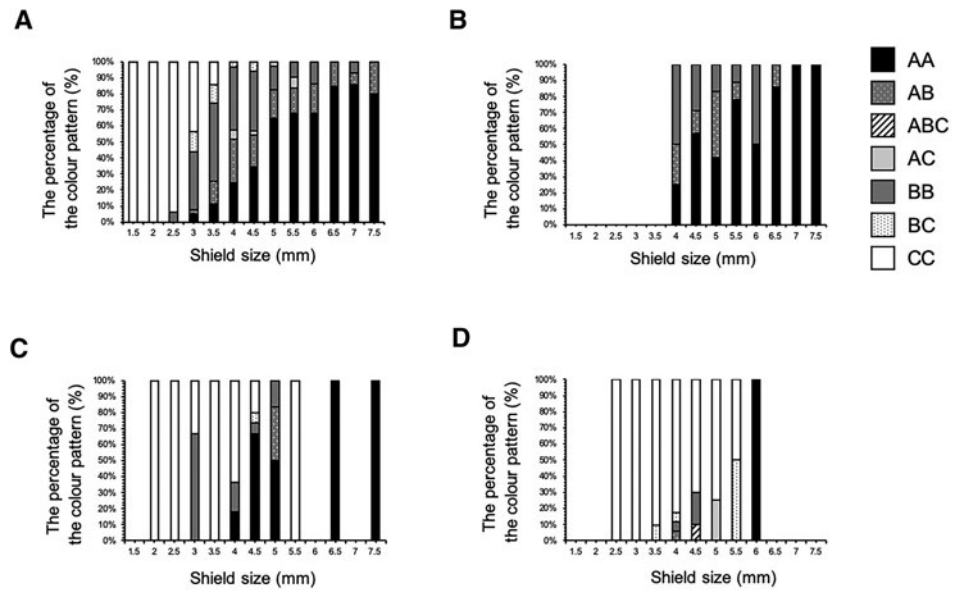 A
The percentage of
the colour pattern (%)
100%
90%
80%
70%
60%
50%
40%
30%
20%
10%
0%
1.5 2 2.5 3 3.5 4 4.5 5 5.5 6 6.5 7 7.5
Shield size (mm)
B
The percentage of
the colour pattern (%)
100%
90%
80%
70%
60%
50%
40%
30%
20%
10%
0%
1.5 2 2.5 3 3.5 4 4.5 5 5.5 6 6.5 7 7.5
Shield size (mm)
AA
AB
ABC
AC
BB
BC
CC
C
The percentage of
the colour pattern (%)
100%
90%
80%
70%
60%
50%
40%
30%
20%
10%
0%
1.5 2 2.5 3 3.5 4 4.5 5 5.5 6 6.5 7 7.5
Shield size (mm)
D
The percentage of
the colour pattern (%)
100%
90%
80%
70%
60%
50%
40%
30%
20%
10%
0%
1.5 2 2.5 3 3.5 4 4.5 5 5.5 6 6.5 7 7.5
Shield size (mm)